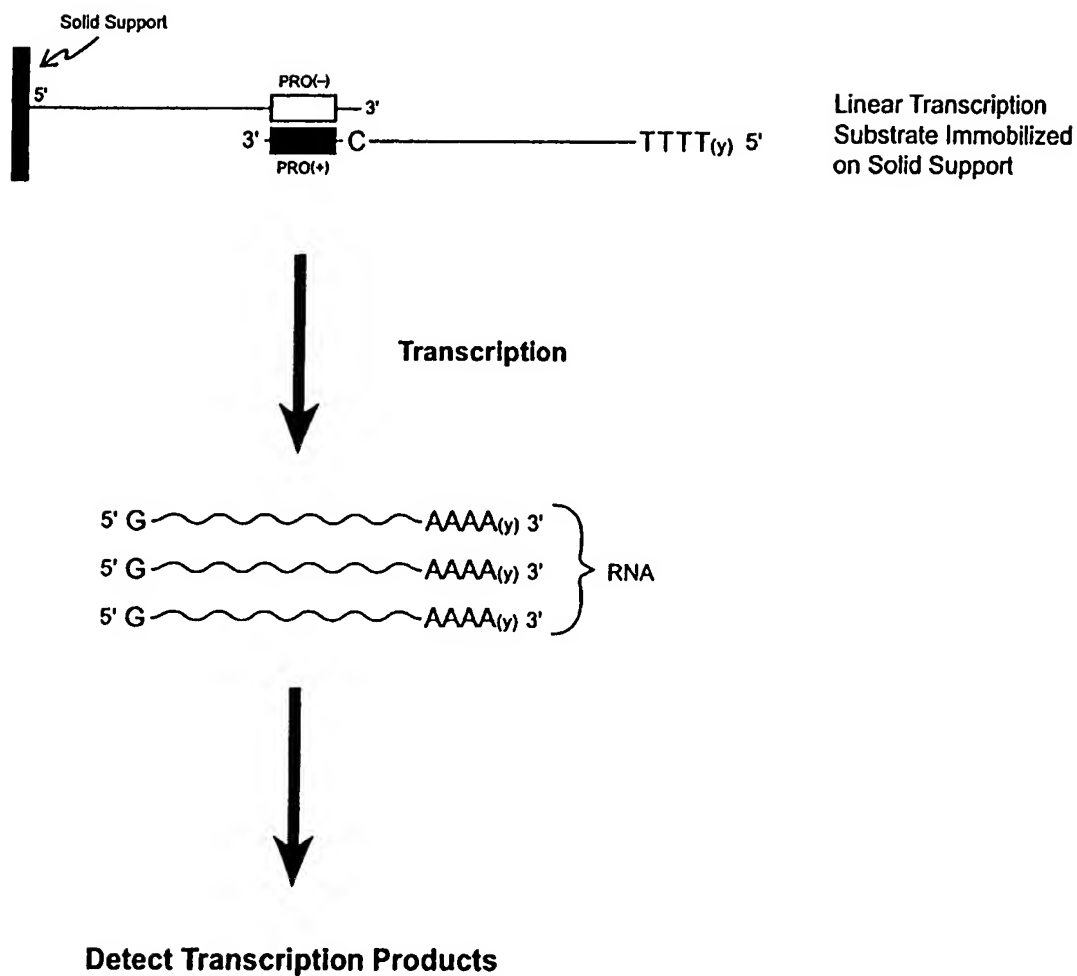 Solid Support
5'
PRO(–)
3'
3'
C
TTTT(y) 5'
PRO(+)
Linear Transcription
Substrate Immobilized
on Solid Support
Transcription
5' G AAAA(y) 3'
5' G AAAA(y) 3'
5' G AAAA(y) 3'
RNA
Detect Transcription Products